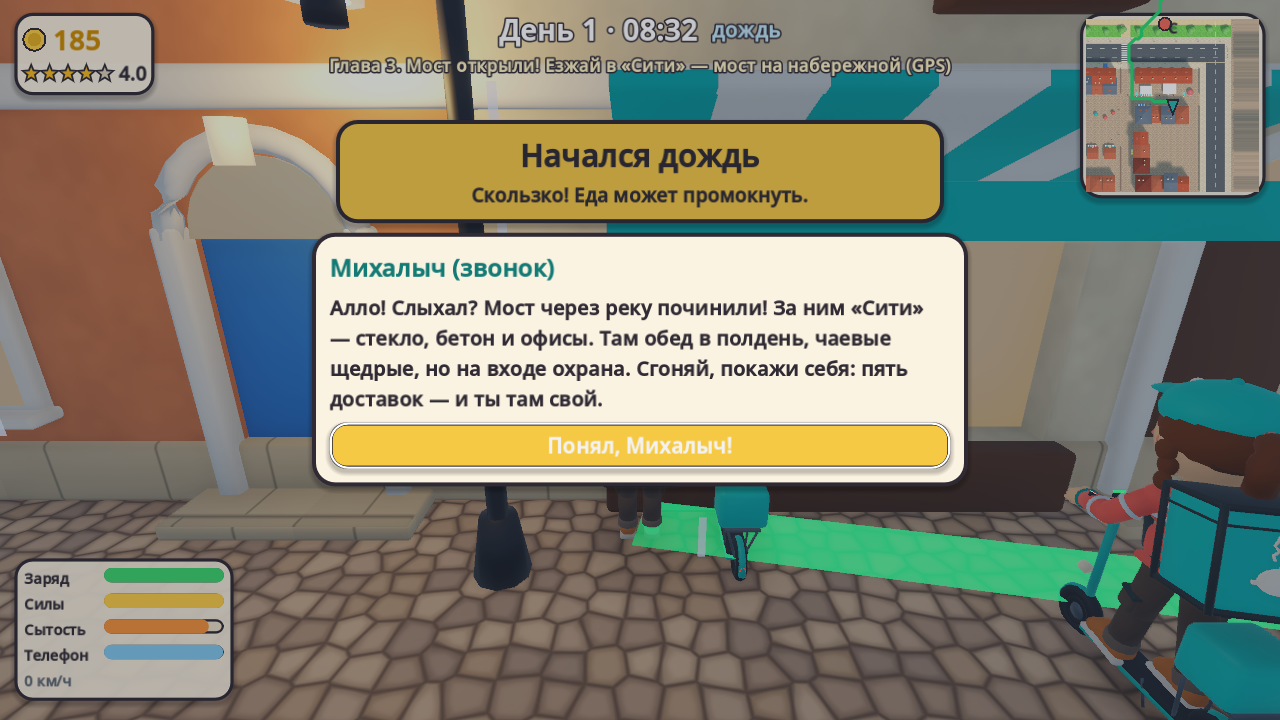 185
4.0
День 1 · 08:32 дождь
Глава 3. Мост открыли! Езжай в «Сити» — мост на набережной (GPS)
Начался дождь
Скользко! Еда может промокнуть.
Михалыч (звонок)
Алло! Слыхал? Мост через реку починили! За ним «Сити»
— стекло, бетон и офисы. Там обед в полдень, чаевые
щедрые, но на входе охрана. Сгоняй, покажи себя: пять
доставок — и ты там свой.
Понял, Михалыч!
Заряд
Силы
Сытость
Телефон
0 км/ч